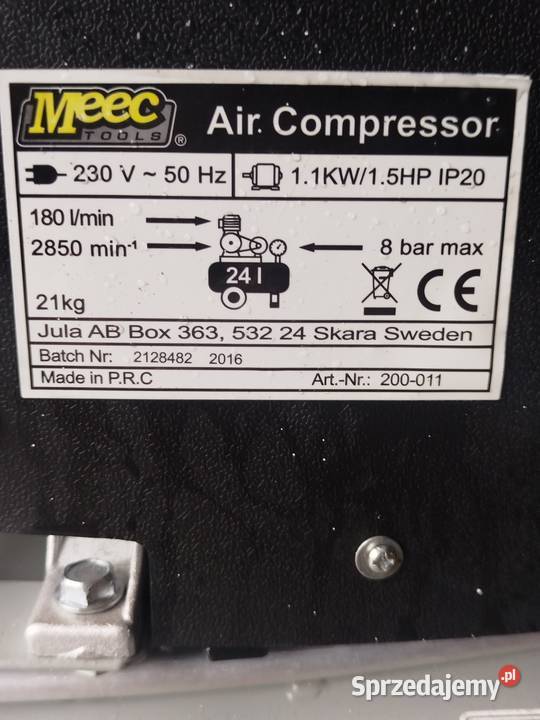 Meec TOOLS ® Air Compressor
230 V ~ 50 Hz 1.1KW/1.5HP IP20
180 l/min
2850 min⁻¹ 8 bar max
24 l
21kg CE
Jula AB Box 363, 532 24 Skara Sweden
Batch Nr: 2128482 2016
Made in P.R.C Art.-Nr.: 200-011
Sprzedajemy.pl